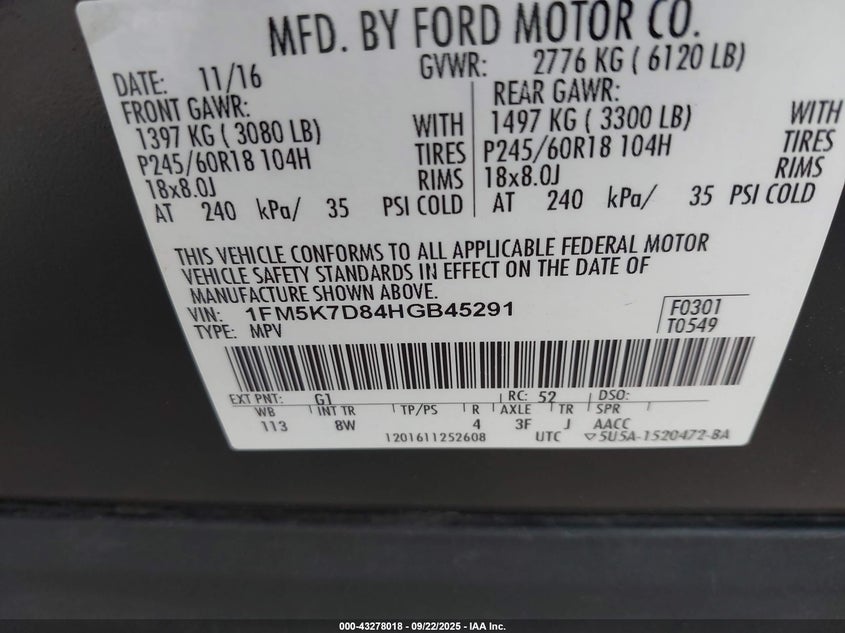 MFD. BY FORD MOTOR CO.
DATE: 11/16 GVWR: 2776 KG ( 6120 LB)
FRONT GAWR: REAR GAWR:
1397 KG ( 3080 LB) WITH 1497 KG ( 3300 LB) WITH
P245/60R18 104H TIRES P245/60R18 104H TIRES
18x8.0J RIMS 18x8.0J RIMS
AT 240 kPa/ 35 PSI COLD AT 240 kPa/ 35 PSI COLD
THIS VEHICLE CONFORMS TO ALL APPLICABLE FEDERAL MOTOR
VEHICLE SAFETY STANDARDS IN EFFECT ON THE DATE OF
MANUFACTURE SHOWN ABOVE.
VIN: 1FM5K7D84HGB45291 F0301
TYPE: MPV T0549
EXT PNT: G1 RC: 52 DSO:
WB INT TR TP/PS R AXLE TR SPR
113 8W 4 3F J AACC
1201611252608 UTC ▽5U5A-1520472-BA
000-43278018 - 09/22/2025 - IAA Inc.